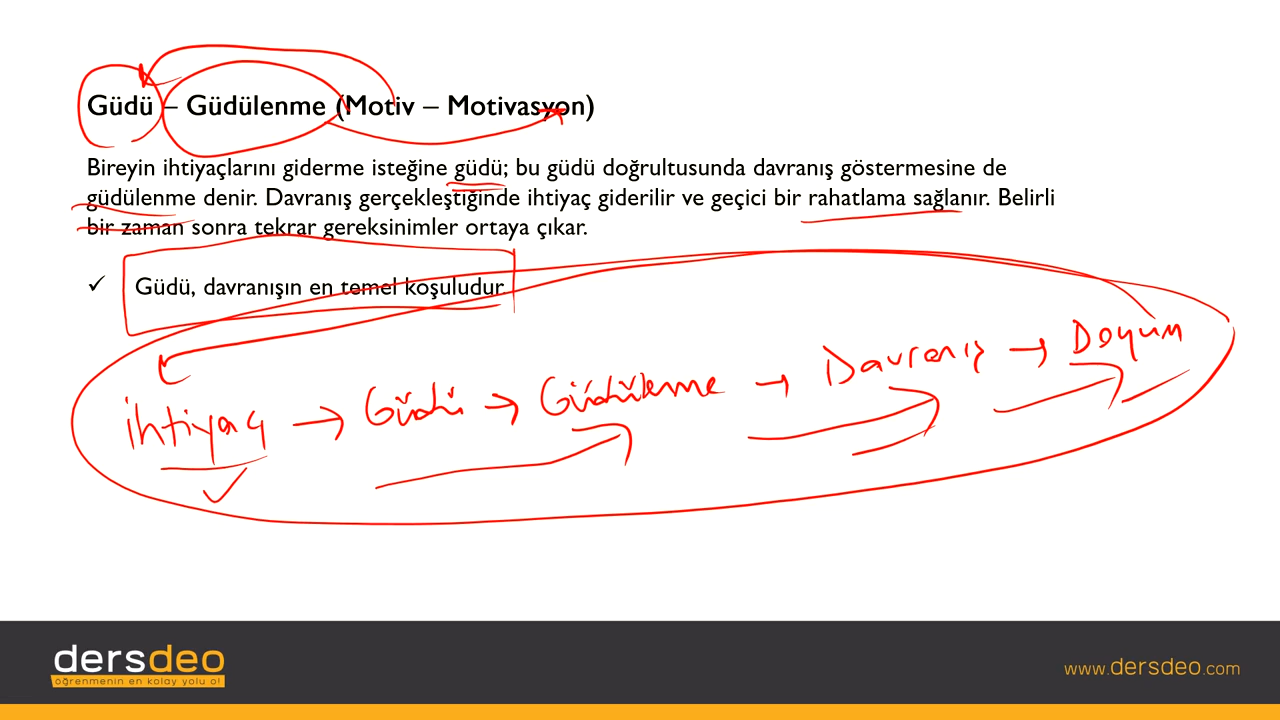 Güdü – Güdülenme (Motiv – Motivasyon)
Bireyin ihtiyaçlarını giderme isteğine güdü; bu güdü doğrultusunda davranış göstermesine de
güdülenme denir. Davranış gerçekleştiğinde ihtiyaç giderilir ve geçici bir rahatlama sağlanır. Belirli
bir zaman sonra tekrar gereksinimler ortaya çıkar.
✓ Güdü, davranışın en temel koşuludur.
İhtiyaç → Güdü → Güdüleme → Davranış → Doyum
dersdeo
öğrenmenin en kolay yolu o!
www.dersdeo.com